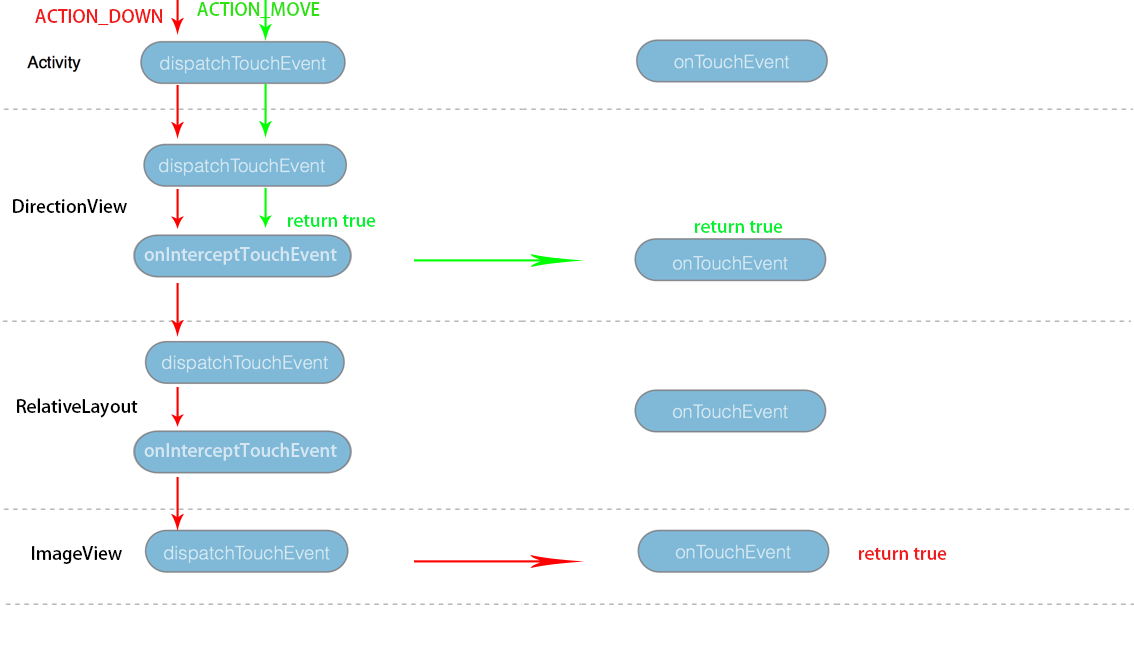 ACTION_DOWN
ACTION_MOVE
Activity
dispatchTouchEvent
onTouchEvent
dispatchTouchEvent
DirectionView
return true
return true
onInterceptTouchEvent
onTouchEvent
dispatchTouchEvent
RelativeLayout
onTouchEvent
onInterceptTouchEvent
ImageView
dispatchTouchEvent
onTouchEvent
return true